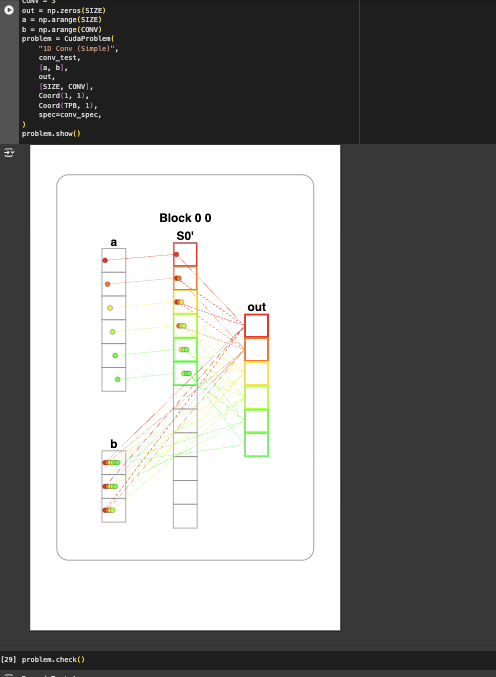 CONV = 3
out = np.zeros(SIZE)
a = np.arange(SIZE)
b = np.arange(CONV)
problem = CudaProblem(
"1D Conv (Simple)",
conv_test,
[a, b],
out,
[SIZE, CONV],
Coord(1, 1),
Coord(TPB, 1),
spec=conv_spec,
)
problem.show()
Block 0 0
a
S0'
out
b
[29] problem.check()